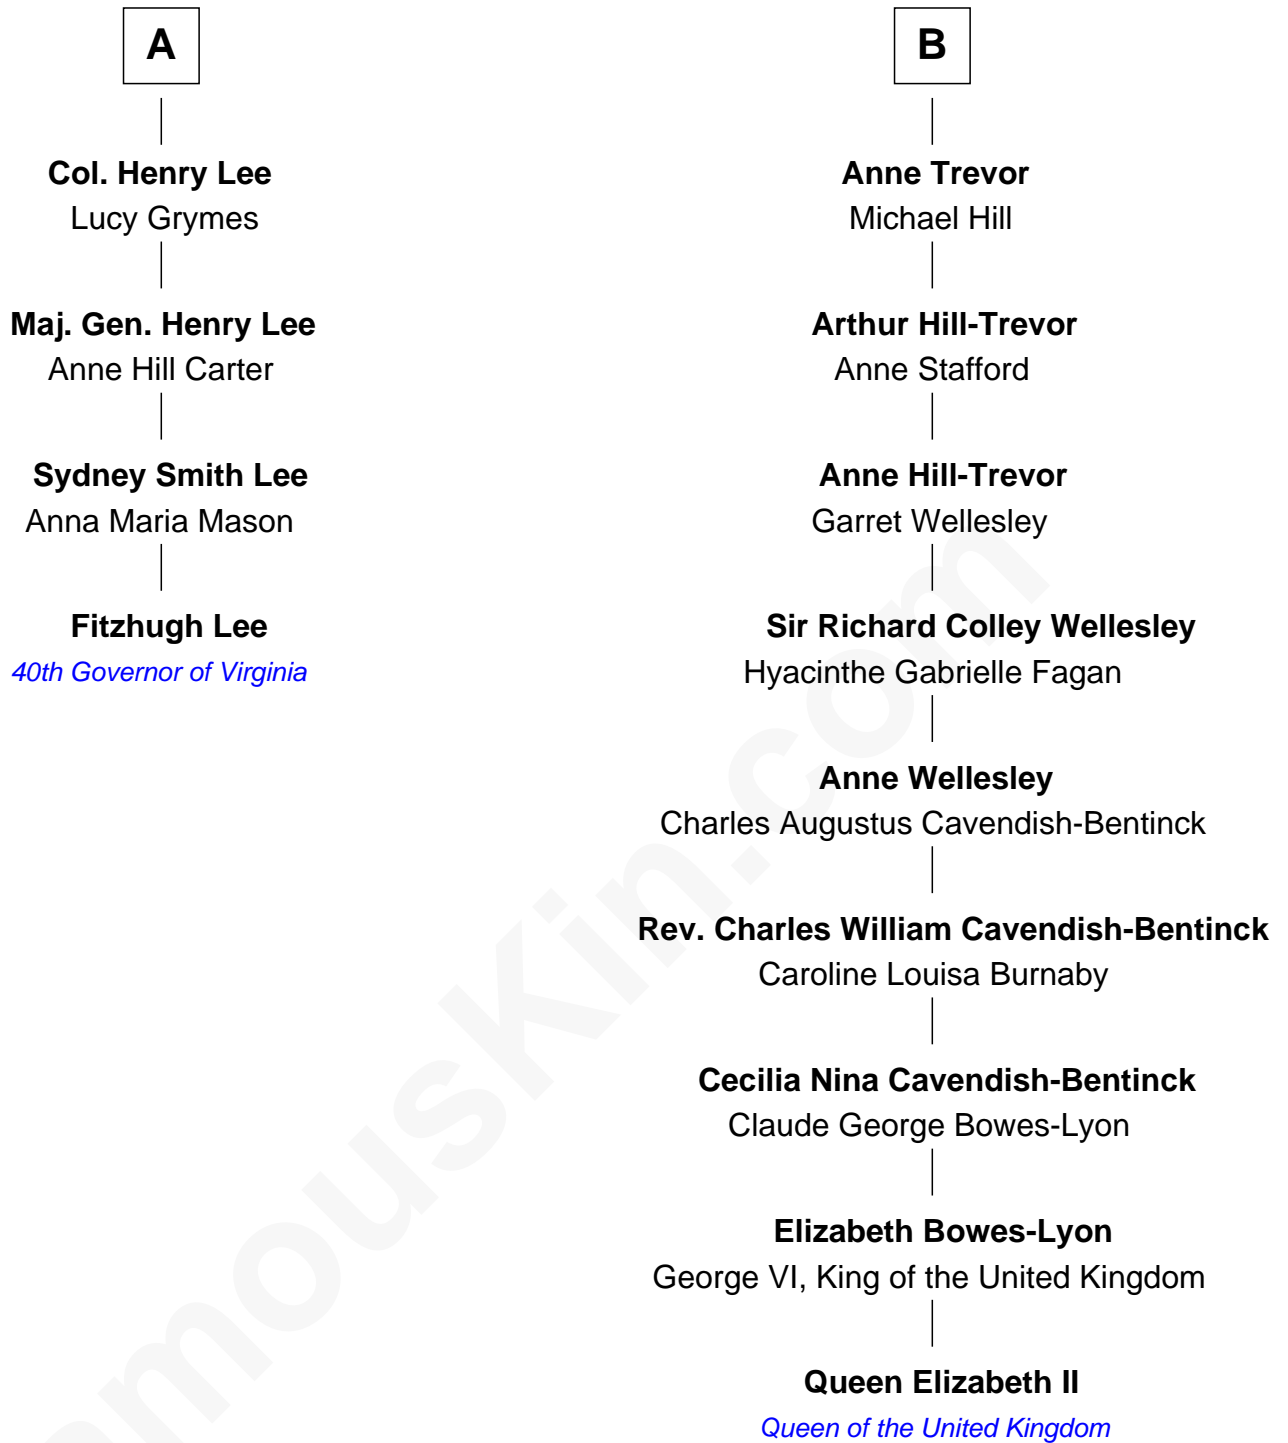 A
Col. Henry Lee
Lucy Grymes
Maj. Gen. Henry Lee
Anne Hill Carter
Sydney Smith Lee
Anna Maria Mason
Fitzhugh Lee
40th Governor of Virginia
B
Anne Trevor
Michael Hill
Arthur Hill-Trevor
Anne Stafford
Anne Hill-Trevor
Garret Wellesley
Sir Richard Colley Wellesley
Hyacinthe Gabrielle Fagan
Anne Wellesley
Charles Augustus Cavendish-Bentinck
Rev. Charles William Cavendish-Bentinck
Caroline Louisa Burnaby
Cecilia Nina Cavendish-Bentinck
Claude George Bowes-Lyon
Elizabeth Bowes-Lyon
George VI, King of the United Kingdom
Queen Elizabeth II
Queen of the United Kingdom
amousKin.com